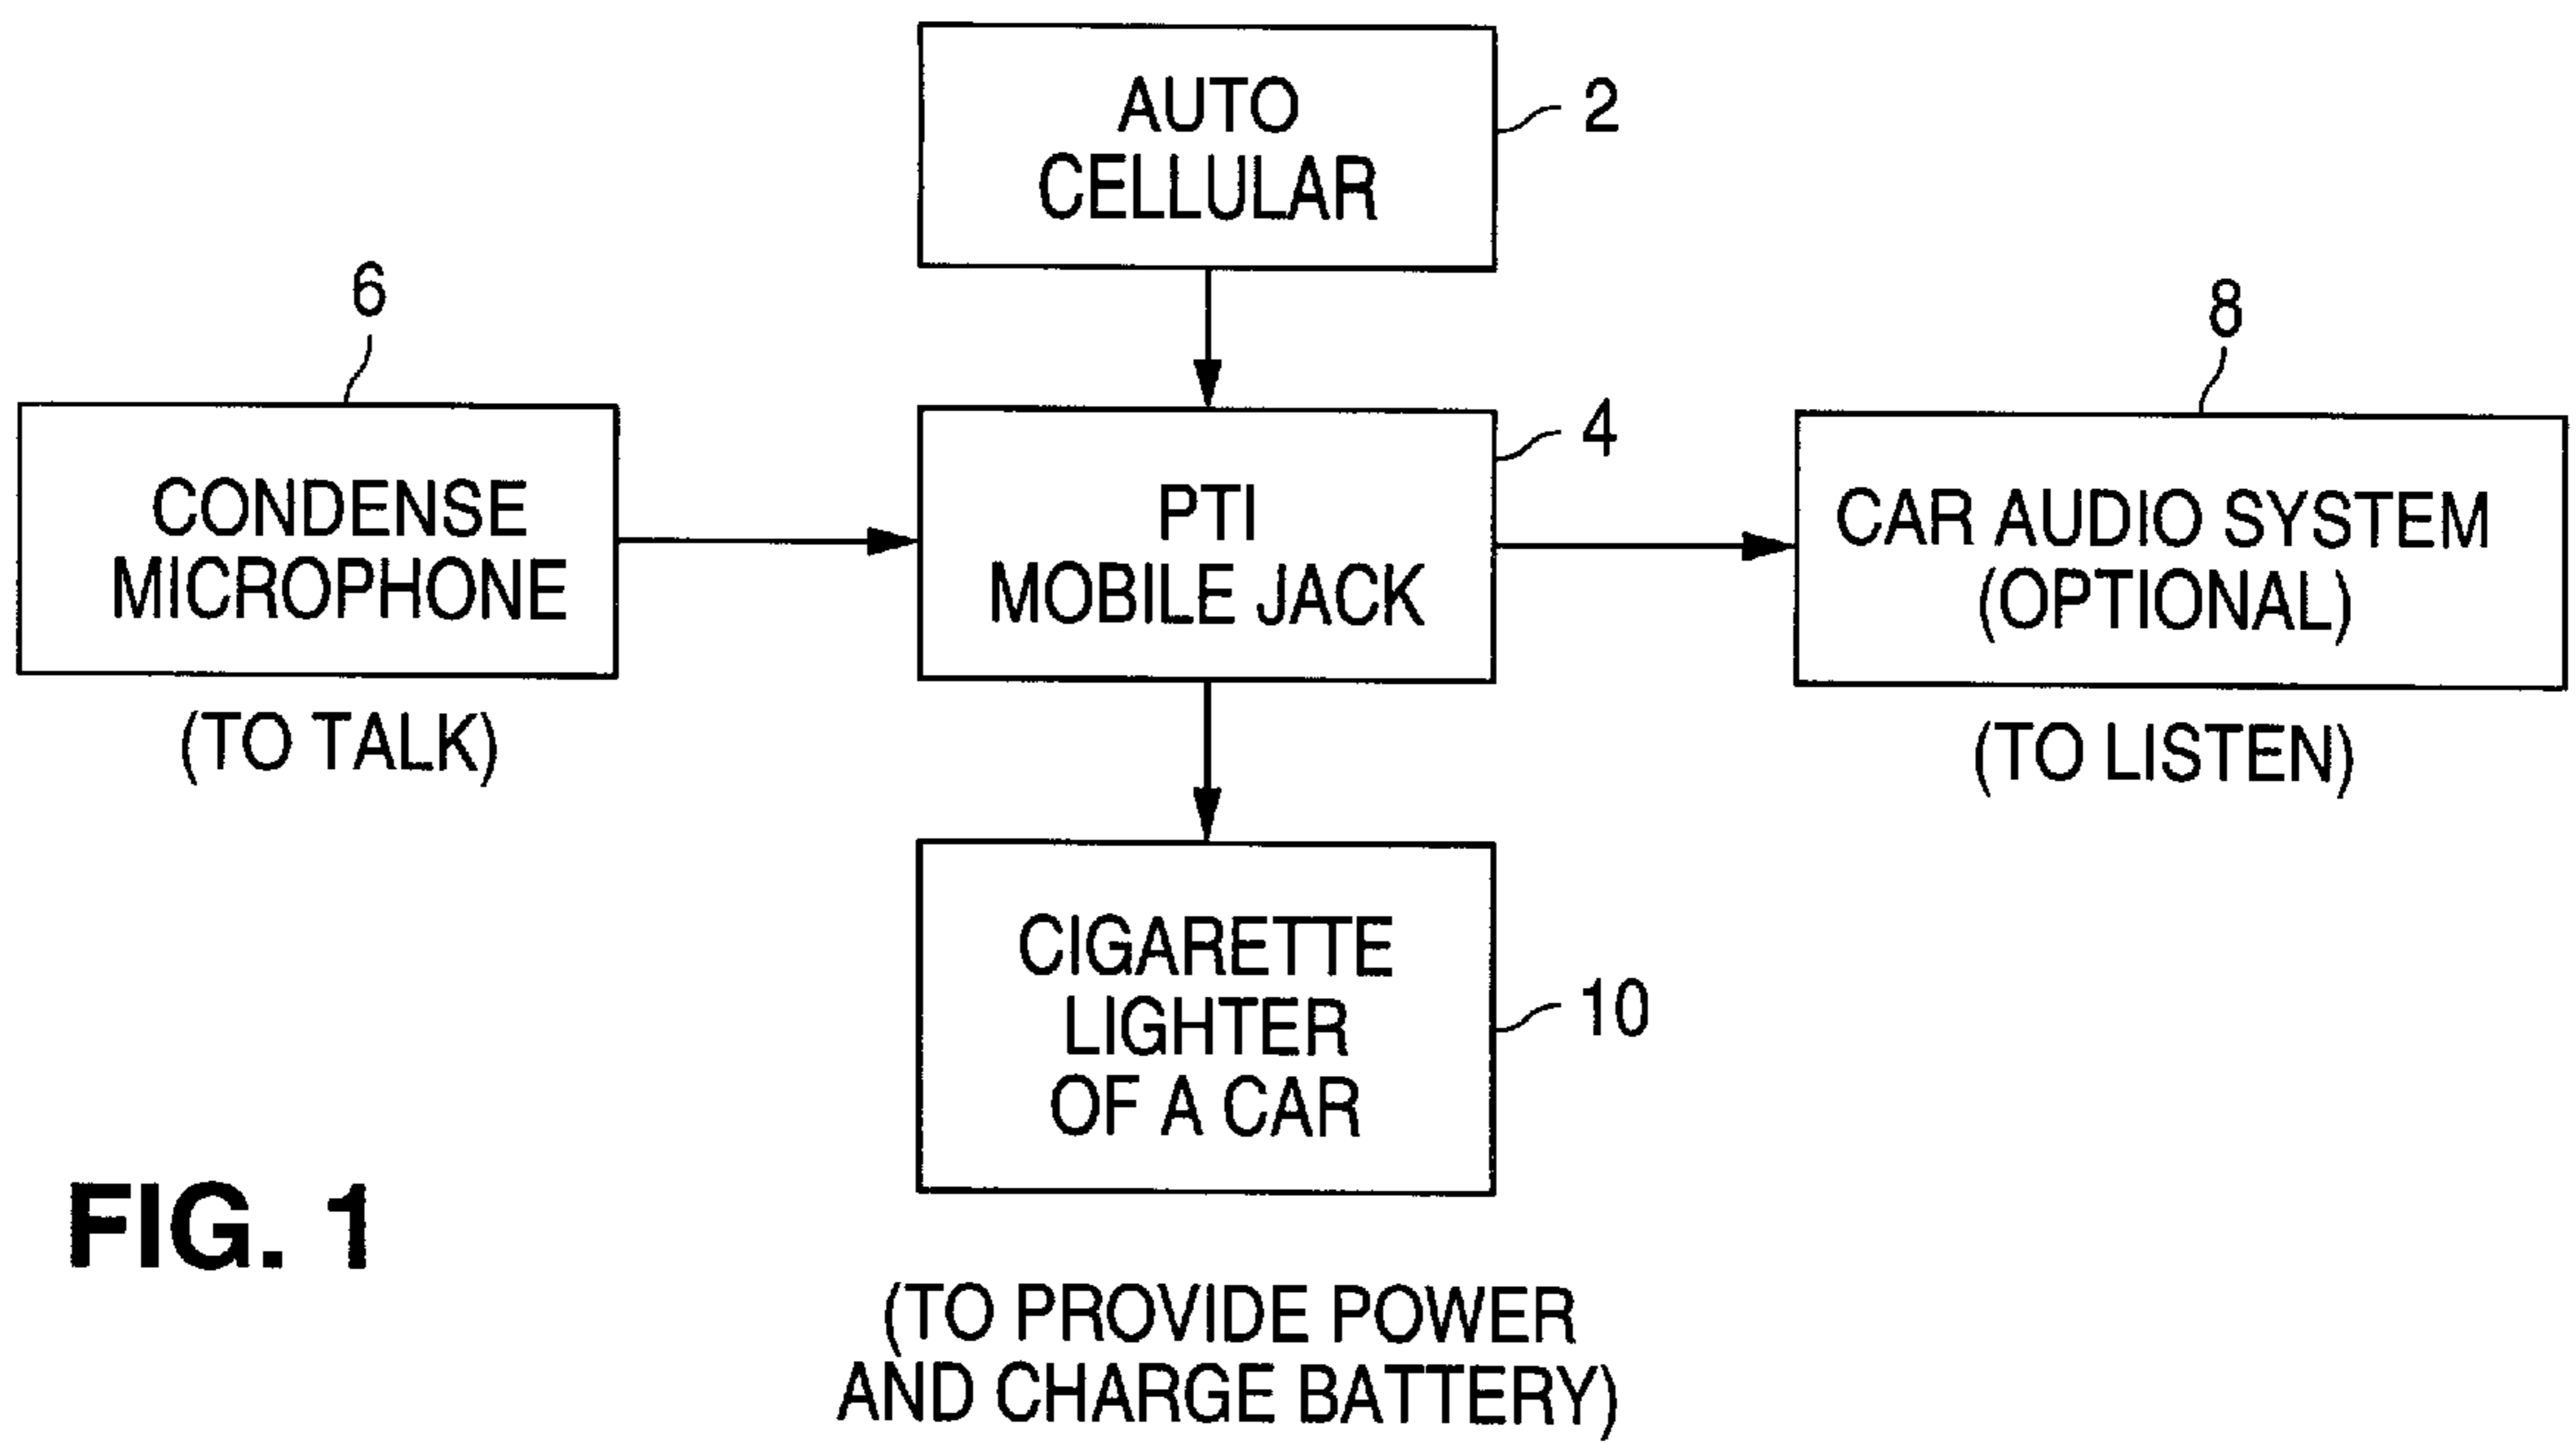 AUTO
CELLULAR
2
6
8
CONDENSE
MICROPHONE
(TO TALK)
4
PTI
MOBILE JACK
CAR AUDIO SYSTEM
(OPTIONAL)
(TO LISTEN)
CIGARETTE
LIGHTER
OF A CAR
10
(TO PROVIDE POWER
AND CHARGE BATTERY)
FIG. 1